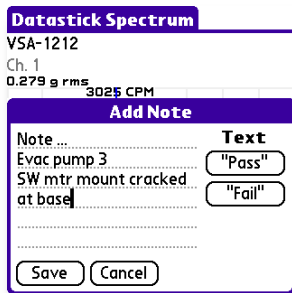 Datastick Spectrum
VSA-1212
Ch. 1
0.279 g rms
3025 CPM
Add Note
Note ...
Text
Evac pump 3
"Pass"
SW mtr mount cracked
"Fail"
at base
Save
Cancel